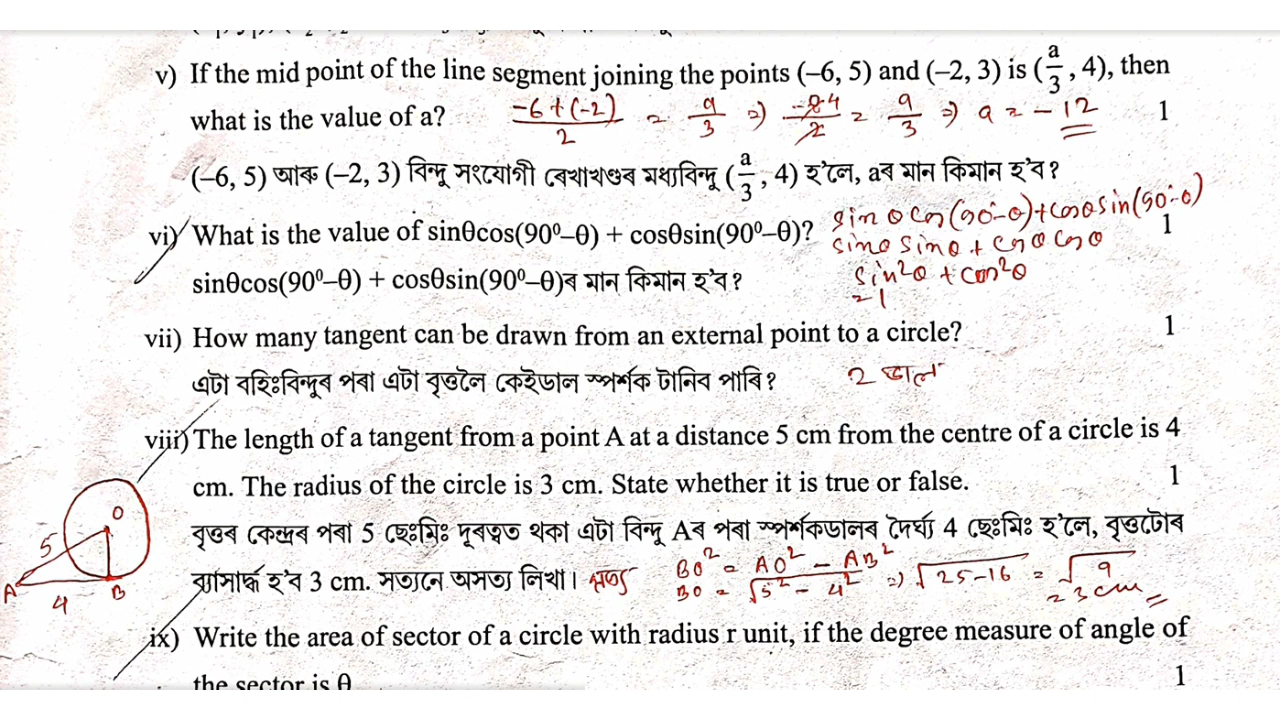 v) If the mid point of the line segment joining the points (–6, 5) and (–2, 3) is (a/3, 4), then
what is the value of a? (-6+(-2))/2 = a/3 ⇒ -84/2 = a/3 ⇒ a = -12 1
(–6, 5) আৰু (–2, 3) বিন্দু সংযোগী ৰেখাখণ্ডৰ মধ্যবিন্দু (a/3, 4) হ'লে, aৰ মান কিমান হ'ব?
sinθcos(90°-θ)+cosθsin(90°-θ)
vi) What is the value of sinθcos(90⁰–θ) + cosθsin(90⁰–θ)? 1
sinθ sinθ + cosθ cosθ
sinθcos(90⁰–θ) + cosθsin(90⁰–θ)ৰ মান কিমান হ'ব? sin²θ + cos²θ
=1
vii) How many tangent can be drawn from an external point to a circle? 1
এটা বহিঃবিন্দুৰ পৰা এটা বৃত্তলৈ কেইডাল স্পৰ্শক টানিব পাৰি? 2 ডাল
viii) The length of a tangent from a point A at a distance 5 cm from the centre of a circle is 4
cm. The radius of the circle is 3 cm. State whether it is true or false. 1
O
বৃত্তৰ কেন্দ্ৰৰ পৰা 5 ছেঃমিঃ দূৰত্বত থকা এটা বিন্দু Aৰ পৰা স্পৰ্শকডালৰ দৈৰ্ঘ্য 4 ছেঃমিঃ হ'লে, বৃত্তটোৰ
5
ব্যাসাৰ্দ্ধ হ'ব 3 cm. সত্যনে অসত্য লিখা। সত্য BO² = AO² – AB²
BO = √5² – 4² ⇒ √25-16 = √9
= 3 cm
A 4 B
ix) Write the area of sector of a circle with radius r unit, if the degree measure of angle of
the sector is θ 1